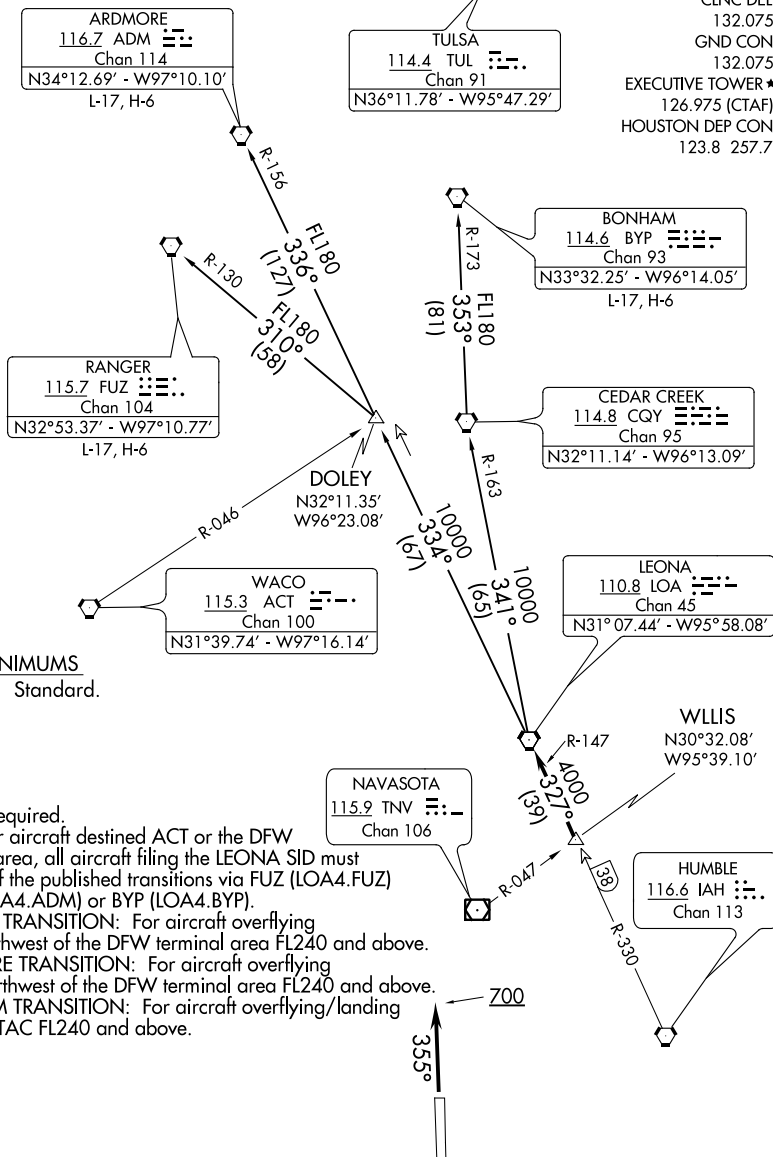 CLNC DEL
132.075
GND CON
132.075
EXECUTIVE TOWER★
126.975 (CTAF)
HOUSTON DEP CON
123.8 257.7
ARDMORE
116.7 ADM
Chan 114
N34°12.69' - W97°10.10'
L-17, H-6
TULSA
114.4 TUL
Chan 91
N36°11.78' - W95°47.29'
R-156
FL180
336°
(127)
R-130
FL180
310°
(58)
R-173
FL180
353°
(81)
BONHAM
114.6 BYP
Chan 93
N33°32.25' - W96°14.05'
L-17, H-6
RANGER
115.7 FUZ
Chan 104
N32°53.37' - W97°10.77'
L-17, H-6
CEDAR CREEK
114.8 CQY
Chan 95
N32°11.14' - W96°13.09'
DOLEY
N32°11.35'
W96°23.08'
R-046
R-163
10000
334°
(67)
10000
341°
(65)
WACO
115.3 ACT
Chan 100
N31°39.74' - W97°16.14'
LEONA
110.8 LOA
Chan 45
N31°07.44' - W95°58.08'
NIMUMS
Standard.
R-147
4000
327°
(39)
WLLIS
N30°32.08'
W95°39.10'
NAVASOTA
115.9 TNV
Chan 106
R-047
38
R-330
HUMBLE
116.6 IAH
Chan 113
equired.
r aircraft destined ACT or the DFW
area, all aircraft filing the LEONA SID must
f the published transitions via FUZ (LOA4.FUZ)
A4.ADM) or BYP (LOA4.BYP).
TRANSITION: For aircraft overflying
thwest of the DFW terminal area FL240 and above.
RE TRANSITION: For aircraft overflying
rthwest of the DFW terminal area FL240 and above.
M TRANSITION: For aircraft overflying/landing
TAC FL240 and above.
700
355°